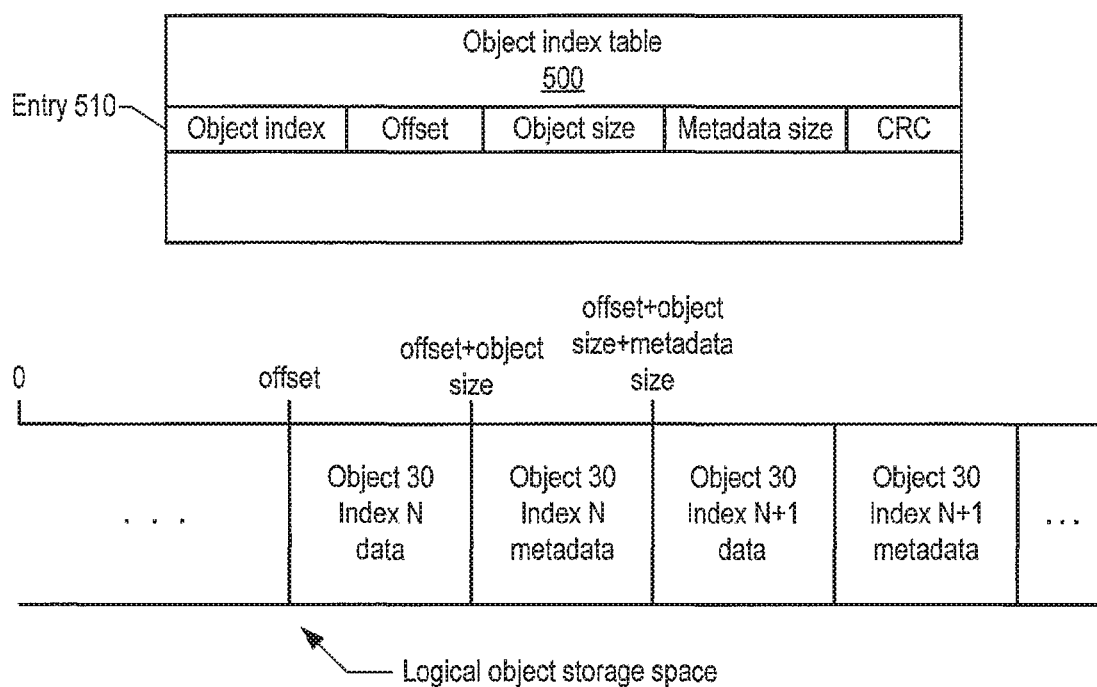 Object index table
500
Entry 510
Object index Offset Object size Metadata size CRC
offset+object
size+metadata
size
offset+object
size
offset
0
. . .
Object 30
Index N
data
Object 30
Index N
metadata
Object 30
Index N+1
data
Object 30
Index N+1
metadata
...
Logical object storage space